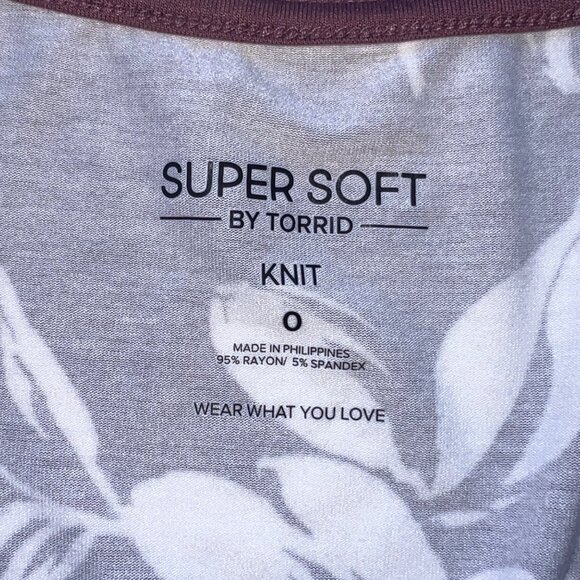 SUPER SOFT
BY TORRID
KNIT
0
MADE IN PHILIPPINES
95% RAYON/ 5% SPANDEX
WEAR WHAT YOU LOVE